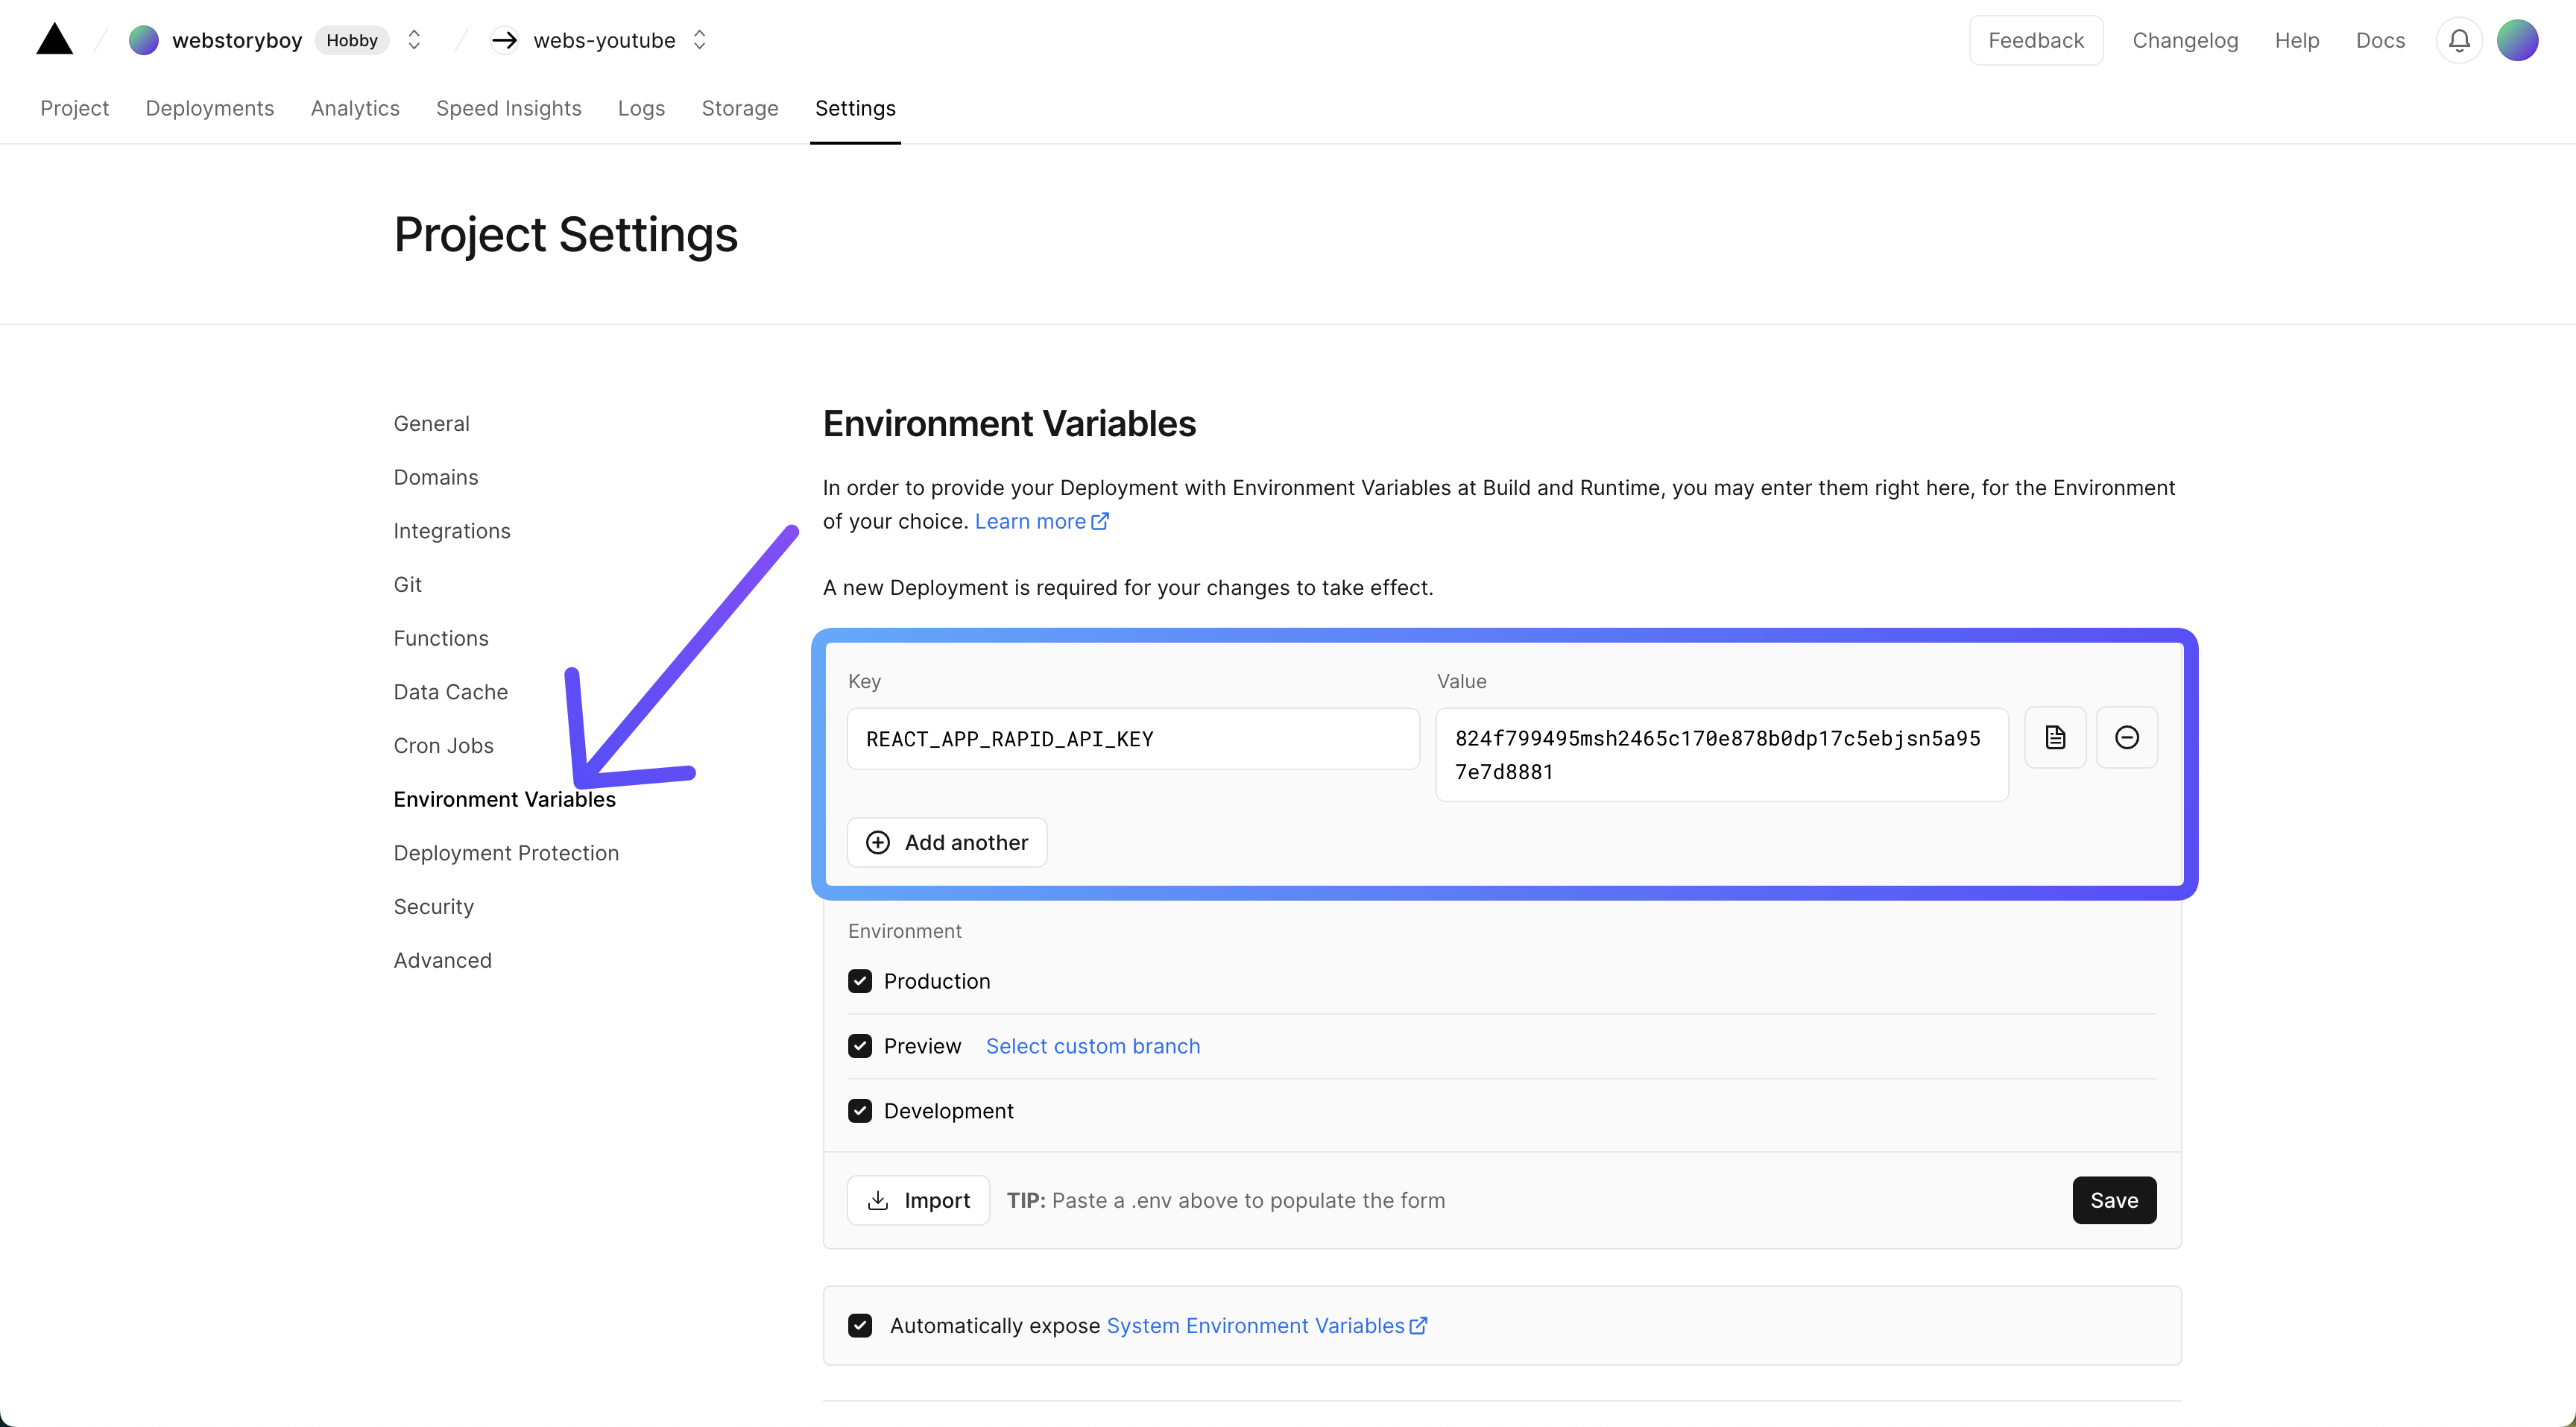 webstoryboy Hobby webs-youtube Feedback Changelog Help Docs
Project Deployments Analytics Speed Insights Logs Storage Settings
Project Settings
General
Domains
Integrations
Git
Functions
Data Cache
Cron Jobs
Environment Variables
Deployment Protection
Security
Advanced
Environment Variables
In order to provide your Deployment with Environment Variables at Build and Runtime, you may enter them right here, for the Environment
of your choice. Learn more
A new Deployment is required for your changes to take effect.
Key Value
REACT_APP_RAPID_API_KEY 824f799495msh2465c170e878b0dp17c5ebjsn5a95
7e7d8881
Add another
Environment
Production
Preview Select custom branch
Development
Import TIP: Paste a .env above to populate the form Save
Automatically expose System Environment Variables